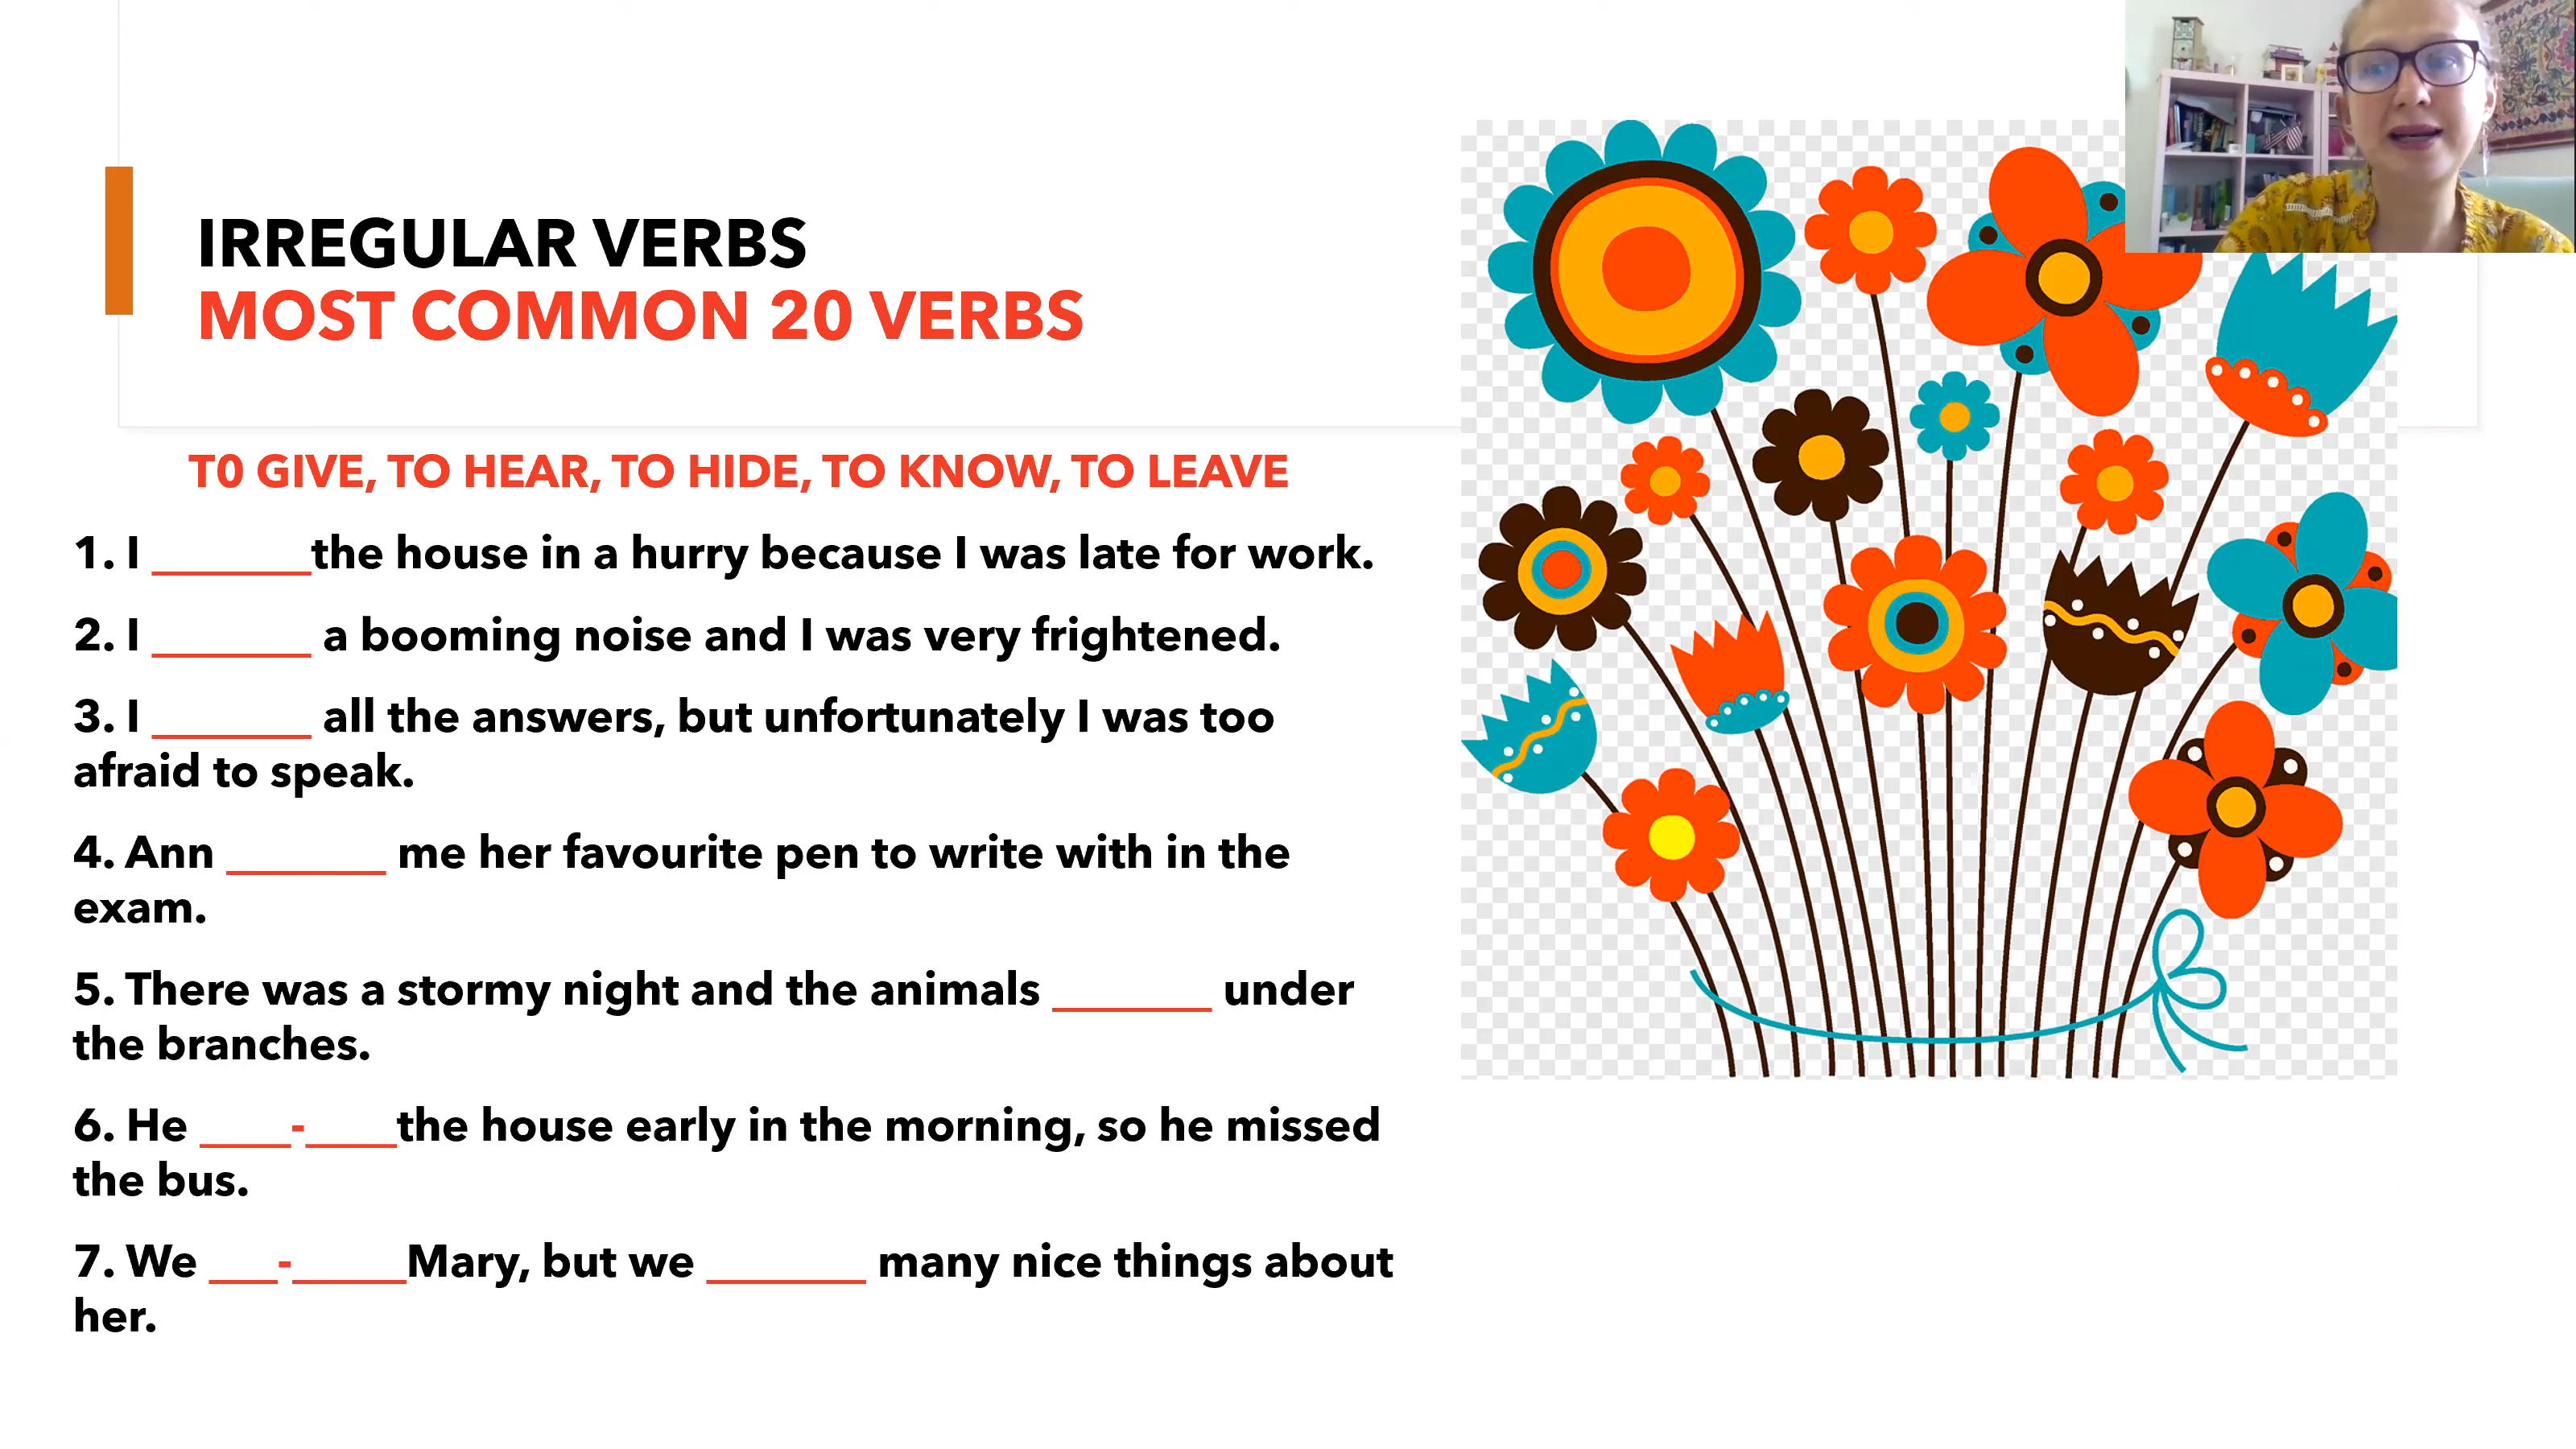 IRREGULAR VERBS
MOST COMMON 20 VERBS
T0 GIVE, TO HEAR, TO HIDE, TO KNOW, TO LEAVE
1. I _______the house in a hurry because I was late for work.
2. I _______ a booming noise and I was very frightened.
3. I _______ all the answers, but unfortunately I was too
afraid to speak.
4. Ann _______ me her favourite pen to write with in the
exam.
5. There was a stormy night and the animals _______ under
the branches.
6. He ____-____the house early in the morning, so he missed
the bus.
7. We ___-_____Mary, but we _______ many nice things about
her.